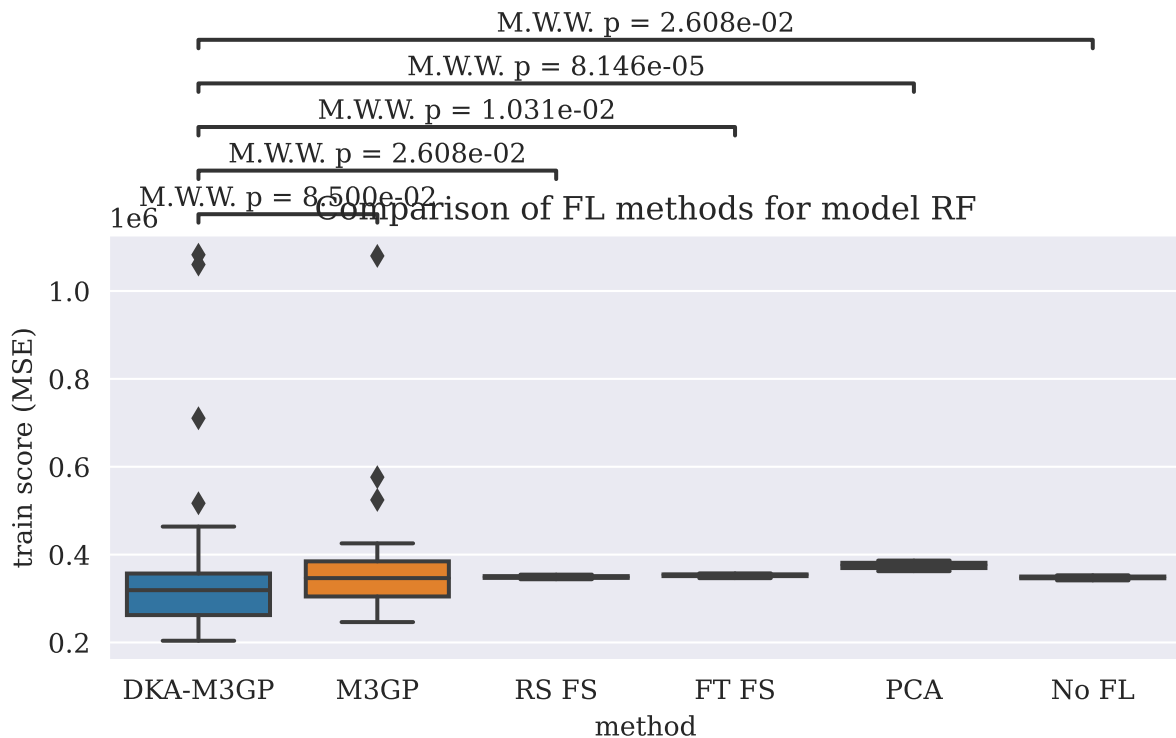 M.W.W. p = 2.608e-02
M.W.W. p = 8.146e-05
M.W.W. p = 1.031e-02
M.W.W. p = 2.608e-02
M.W.W. p = 8.500e-02
Comparison of FL methods for model RF
1e6
1.0
0.8
0.6
0.4
0.2
train score (MSE)
DKA-M3GP M3GP RS FS FT FS PCA No FL
method